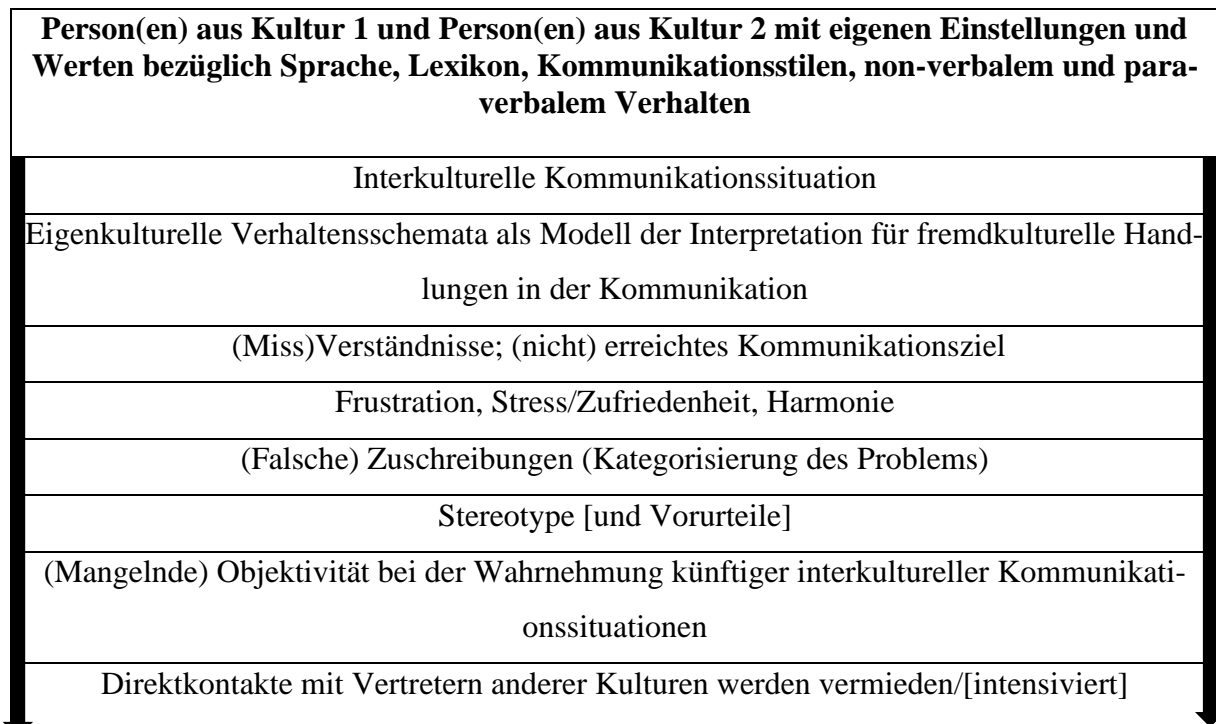 Person(en) aus Kultur 1 und Person(en) aus Kultur 2 mit eigenen Einstellungen und
Werten bezüglich Sprache, Lexikon, Kommunikationsstilen, non-verbalem und para-
verbalem Verhalten
Interkulturelle Kommunikationssituation
Eigenkulturelle Verhaltensschemata als Modell der Interpretation für fremdkulturelle Hand-
lungen in der Kommunikation
(Miss)Verständnisse; (nicht) erreichtes Kommunikationsziel
Frustration, Stress/Zufriedenheit, Harmonie
(Falsche) Zuschreibungen (Kategorisierung des Problems)
Stereotype [und Vorurteile]
(Mangelnde) Objektivität bei der Wahrnehmung künftiger interkultureller Kommunikati-
onssituationen
Direktkontakte mit Vertretern anderer Kulturen werden vermieden/[intensiviert]